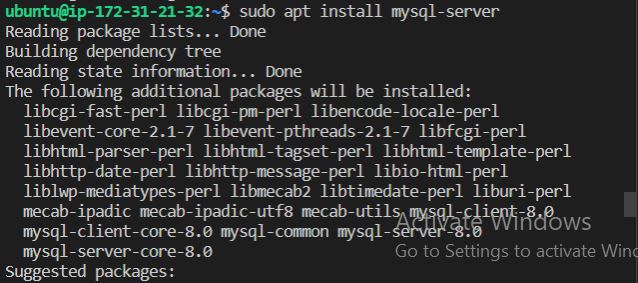 ubuntu@ip-172-31-21-32:~$ sudo apt install mysql-server
Reading package lists... Done
Building dependency tree
Reading state information... Done
The following additional packages will be installed:
  libcgi-fast-perl libcgi-pm-perl libencode-locale-perl
  libevent-core-2.1-7 libevent-pthreads-2.1-7 libfcgi-perl
  libhtml-parser-perl libhtml-tagset-perl libhtml-template-perl
  libhttp-date-perl libhttp-message-perl libio-html-perl
  liblwp-mediatypes-perl libmecab2 libtimedate-perl liburi-perl
  mecab-ipadic mecab-ipadic-utf8 mecab-utils mysql-client-8.0
  mysql-client-core-8.0 mysql-common mysql-server-8.0
  mysql-server-core-8.0
Suggested packages:
Activate Windows
Go to Settings to activate Win